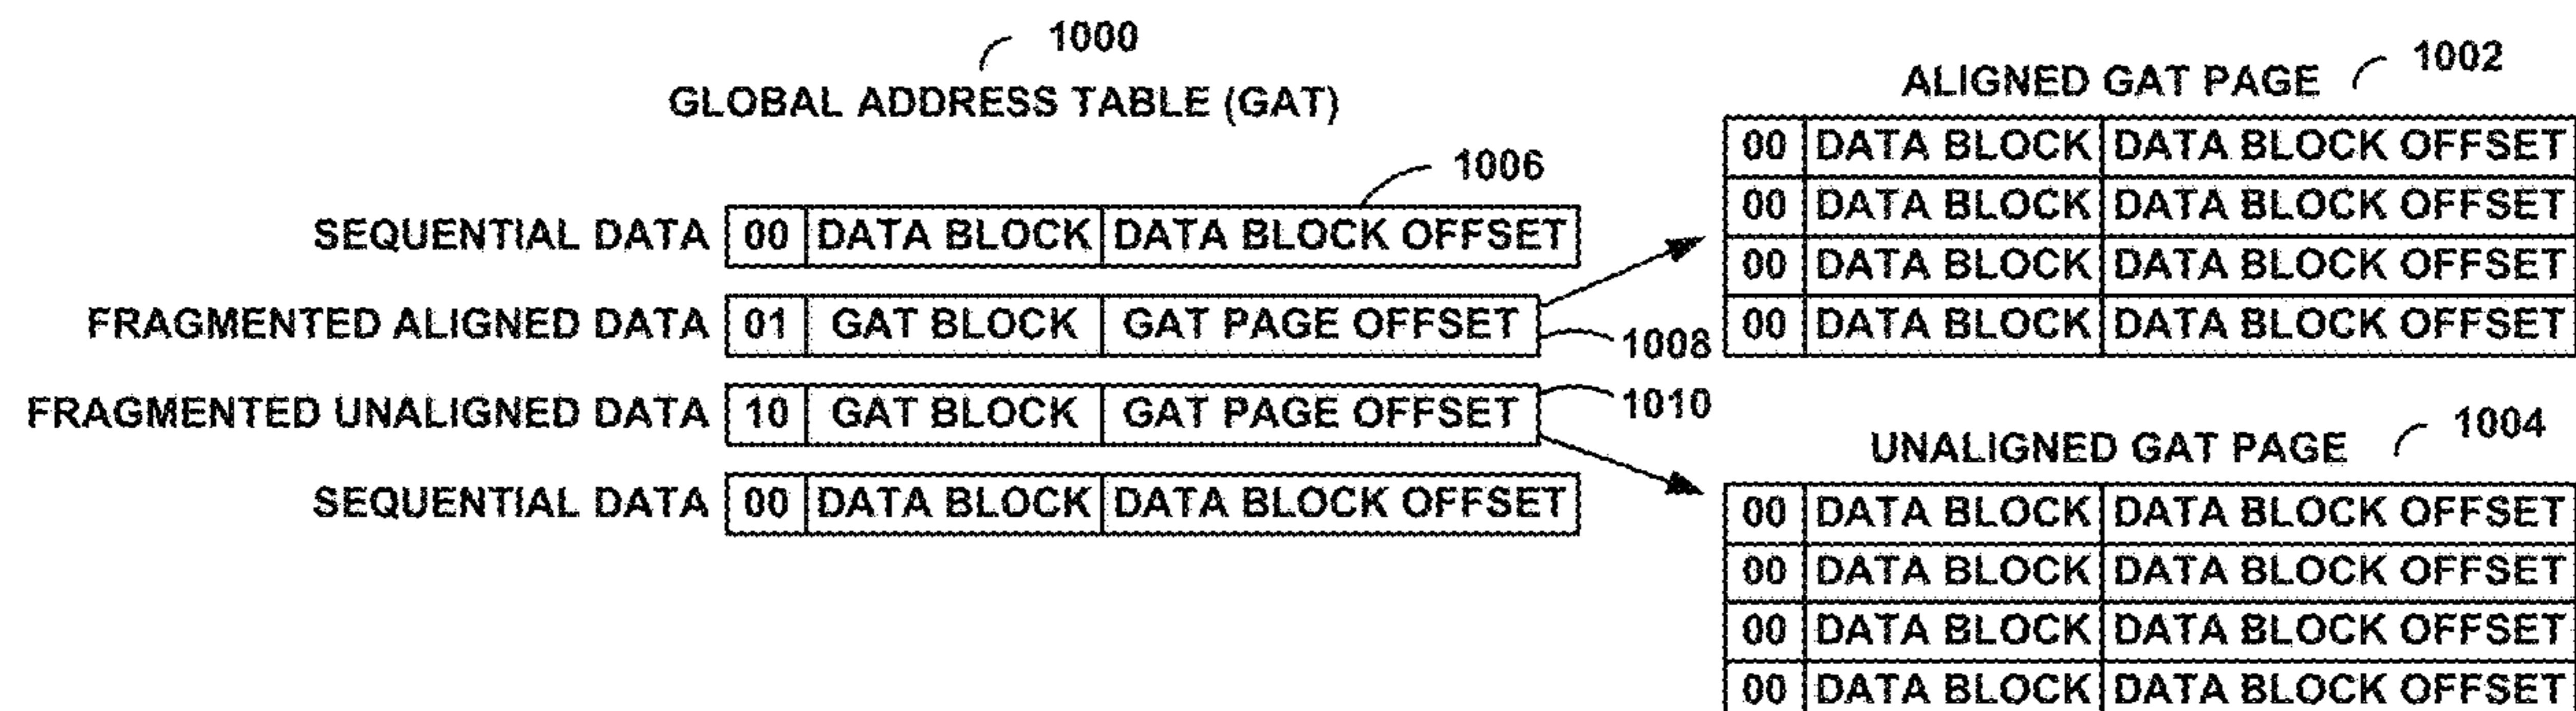 1000
GLOBAL ADDRESS TABLE (GAT)
1006
SEQUENTIAL DATA 00 DATA BLOCK DATA BLOCK OFFSET
FRAGMENTED ALIGNED DATA 01 GAT BLOCK GAT PAGE OFFSET
1008
FRAGMENTED UNALIGNED DATA 10 GAT BLOCK GAT PAGE OFFSET
1010
SEQUENTIAL DATA 00 DATA BLOCK DATA BLOCK OFFSET
ALIGNED GAT PAGE 1002
00 DATA BLOCK DATA BLOCK OFFSET
00 DATA BLOCK DATA BLOCK OFFSET
00 DATA BLOCK DATA BLOCK OFFSET
00 DATA BLOCK DATA BLOCK OFFSET
UNALIGNED GAT PAGE 1004
00 DATA BLOCK DATA BLOCK OFFSET
00 DATA BLOCK DATA BLOCK OFFSET
00 DATA BLOCK DATA BLOCK OFFSET
00 DATA BLOCK DATA BLOCK OFFSET